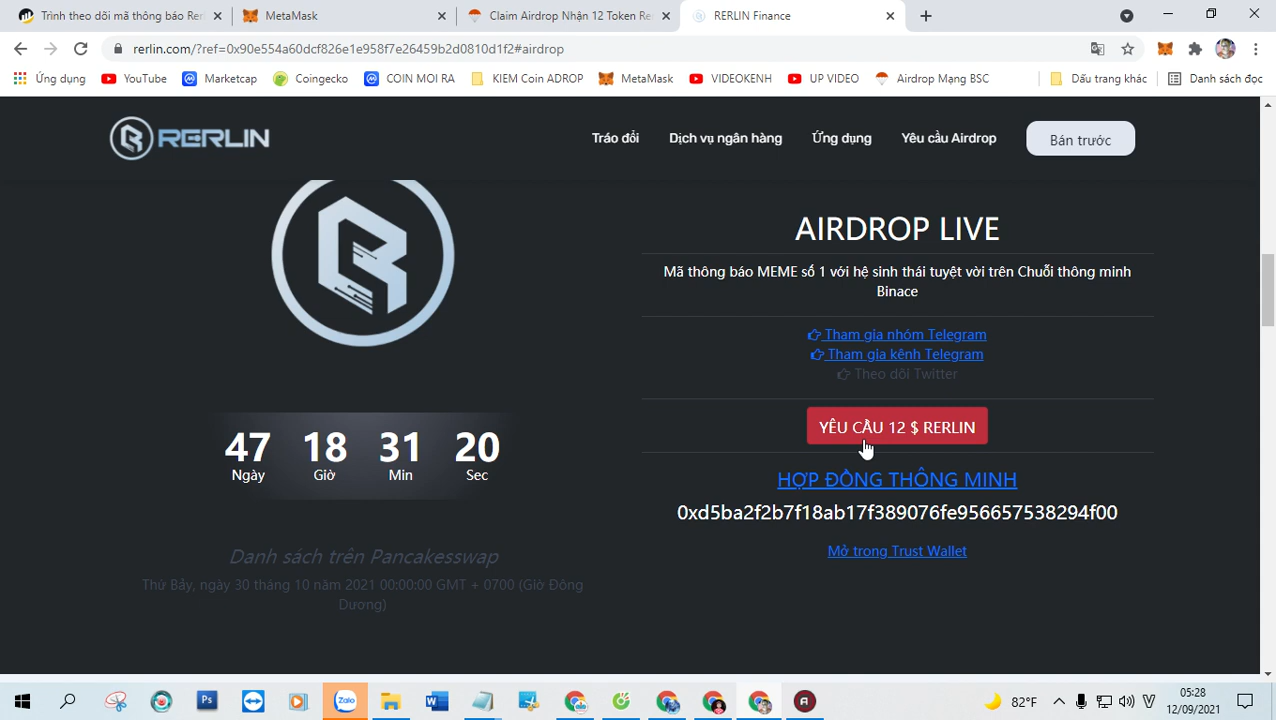 Trình theo dõi mã thông báo Rer
MetaMask
Claim Airdrop Nhận 12 Token Re
RERLIN Finance
rerlin.com/?ref=0x90e554a60dcf826e1e958f7e26459b2d0810d1f2#airdrop
Ứng dụng
YouTube
Marketcap
Coingecko
COIN MOI RA
KIEM Coin ADROP
MetaMask
VIDEOKENH
UP VIDEO
Airdrop Mạng BSC
Dấu trang khác
Danh sách đọc
RERLIN
Tráo đổi
Dịch vụ ngân hàng
Ứng dụng
Yêu cầu Airdrop
Bán trước
AIRDROP LIVE
Mã thông báo MEME số 1 với hệ sinh thái tuyệt vời trên Chuỗi thông minh
Binace
Tham gia nhóm Telegram
Tham gia kênh Telegram
Theo dõi Twitter
YÊU CẦU 12 $ RERLIN
47 18 31 20
Ngày Giờ Min Sec
HỢP ĐỒNG THÔNG MINH
0xd5ba2f2b7f18ab17f389076fe956657538294f00
Mở trong Trust Wallet
Danh sách trên Pancakesswap
Thứ Bảy, ngày 30 tháng 10 năm 2021 00:00:00 GMT + 0700 (Giờ Đông
Dương)
Ps
Zalo
82°F
V
05:28
12/09/2021